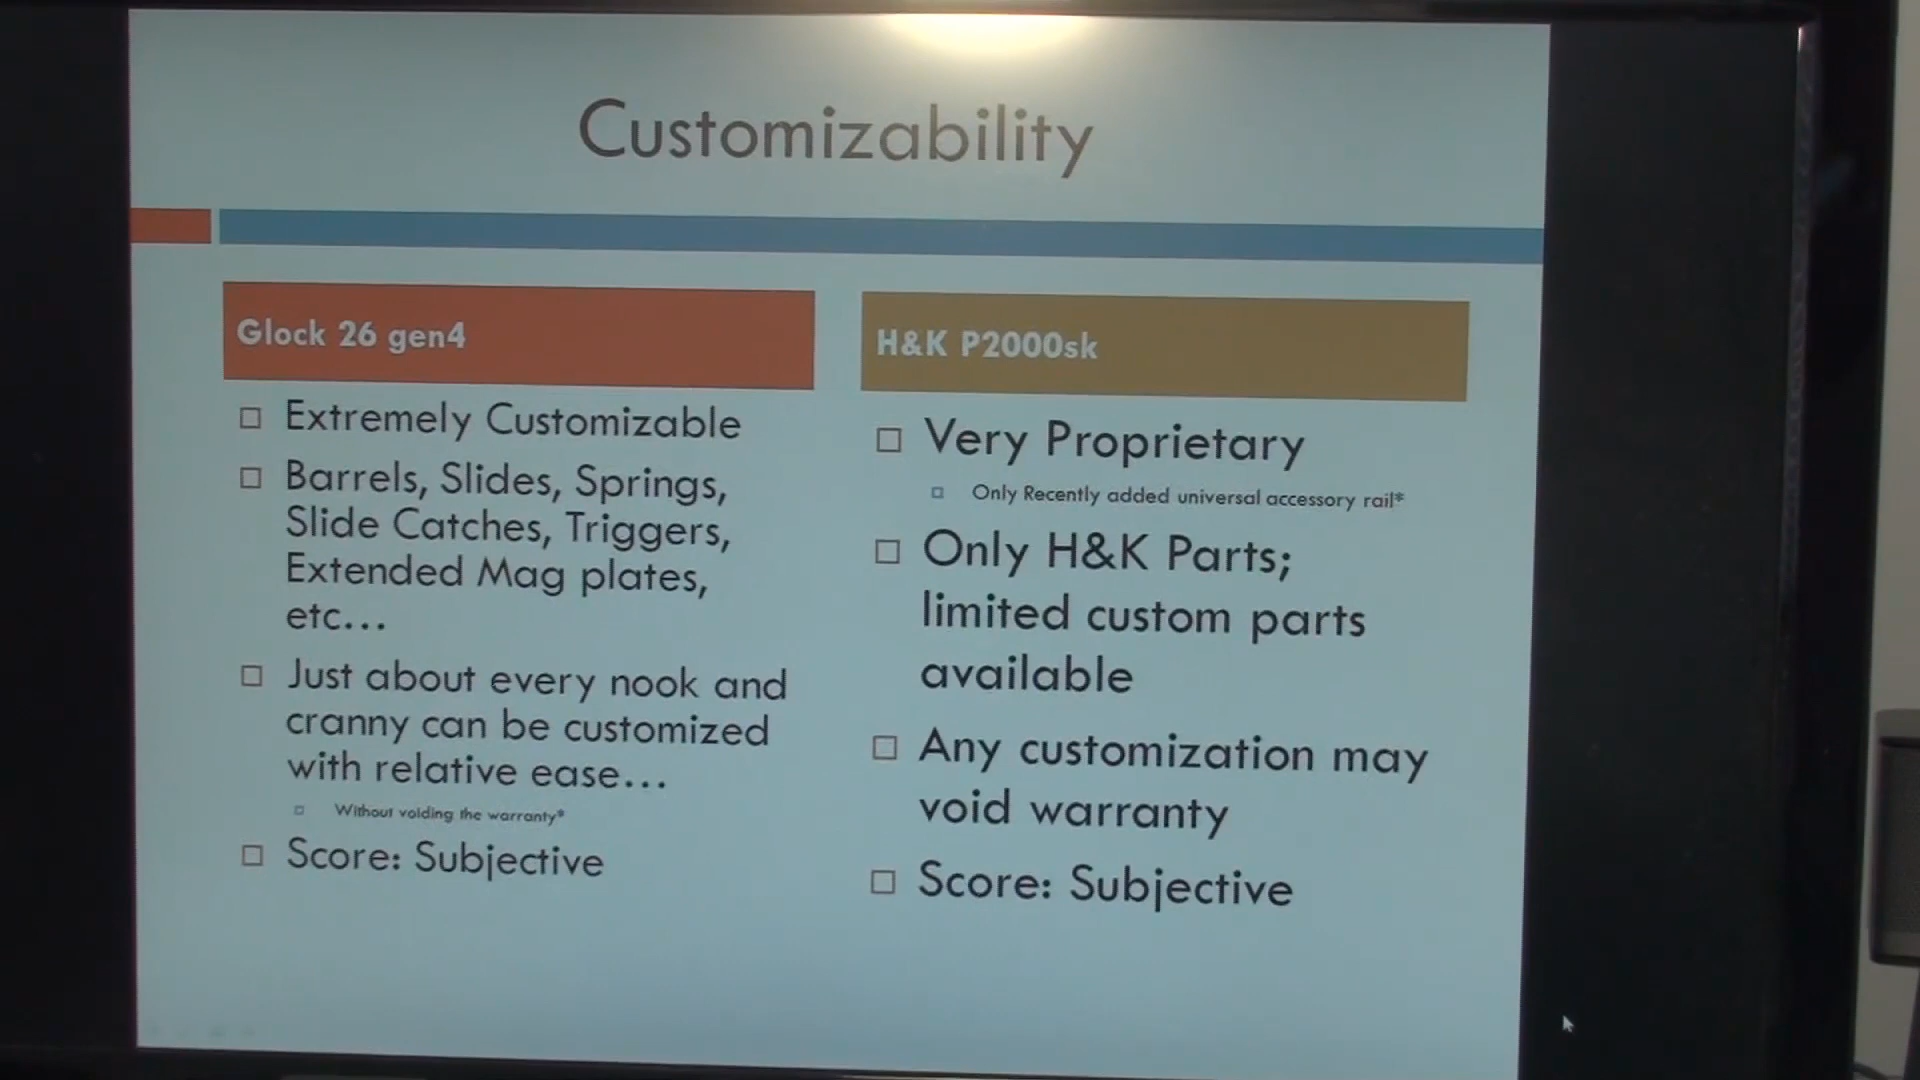 Customizability
Glock 26 gen4
Extremely Customizable
Barrels, Slides, Springs,
Slide Catches, Triggers,
Extended Mag plates,
etc...
Just about every nook and
cranny can be customized
with relative ease...
Without voiding the warranty*
Score: Subjective
H&K P2000sk
Very Proprietary
Only Recently added universal accessory rail*
Only H&K Parts;
limited custom parts
available
Any customization may
void warranty
Score: Subjective